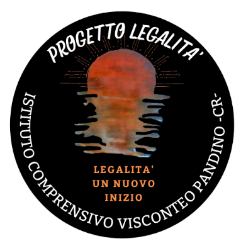 PROGETTO LEGALITA'
LEGALITA'
UN NUOVO
INIZIO
ISTITUTO COMPRENSIVO VISCONTEO PANDINO -CR-